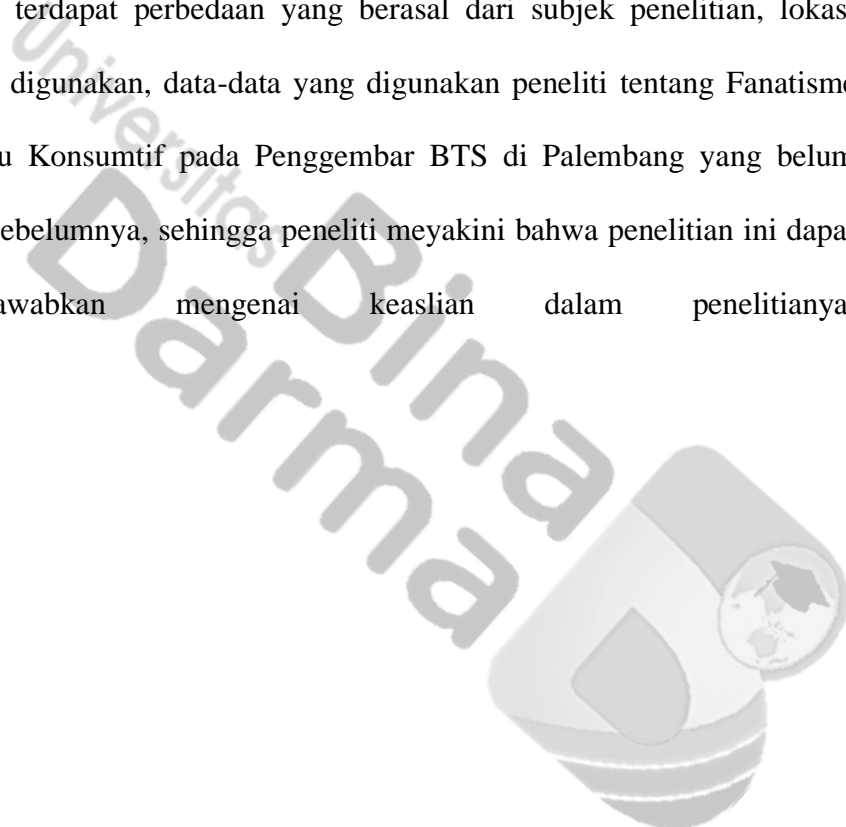 terdapat perbedaan yang berasal dari subjek penelitian, lokas
digunakan, data-data yang digunakan peneliti tentang Fanatisme
u Konsumtif pada Penggembar BTS di Palembang yang belum
ebelumnya, sehingga peneliti meyakini bahwa penelitian ini dapa
awabkan mengenai keaslian dalam penelitianya
Universitas
Bina
Darma